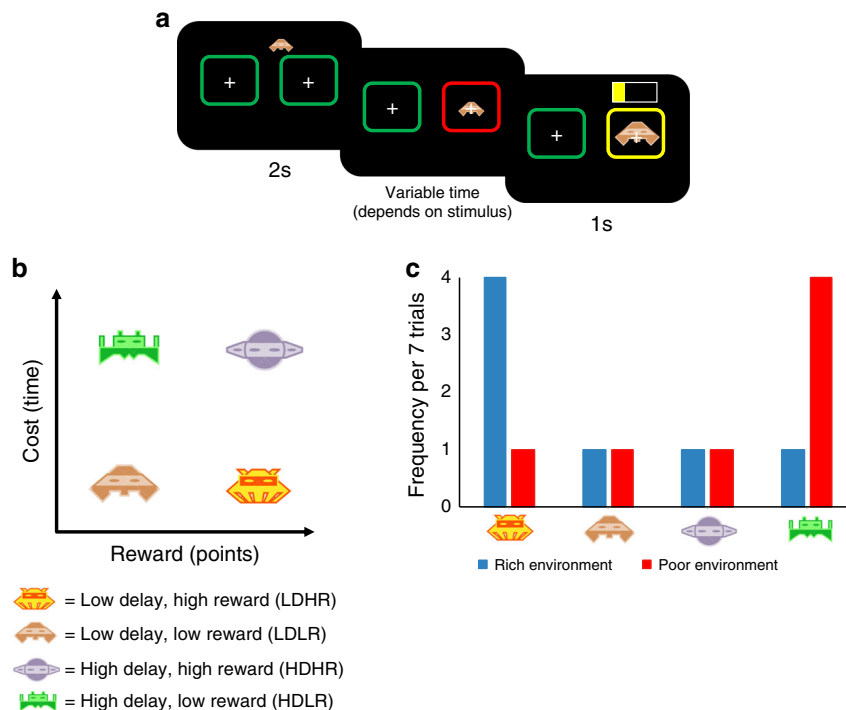 a
2s
Variable time
(depends on stimulus)
1s
b
Cost (time)
Reward (points)
= Low delay, high reward (LDHR)
= Low delay, low reward (LDLR)
= High delay, high reward (HDHR)
= High delay, low reward (HDLR)
c
Frequency per 7 trials
4
3
2
1
0
Rich environment
Poor environment